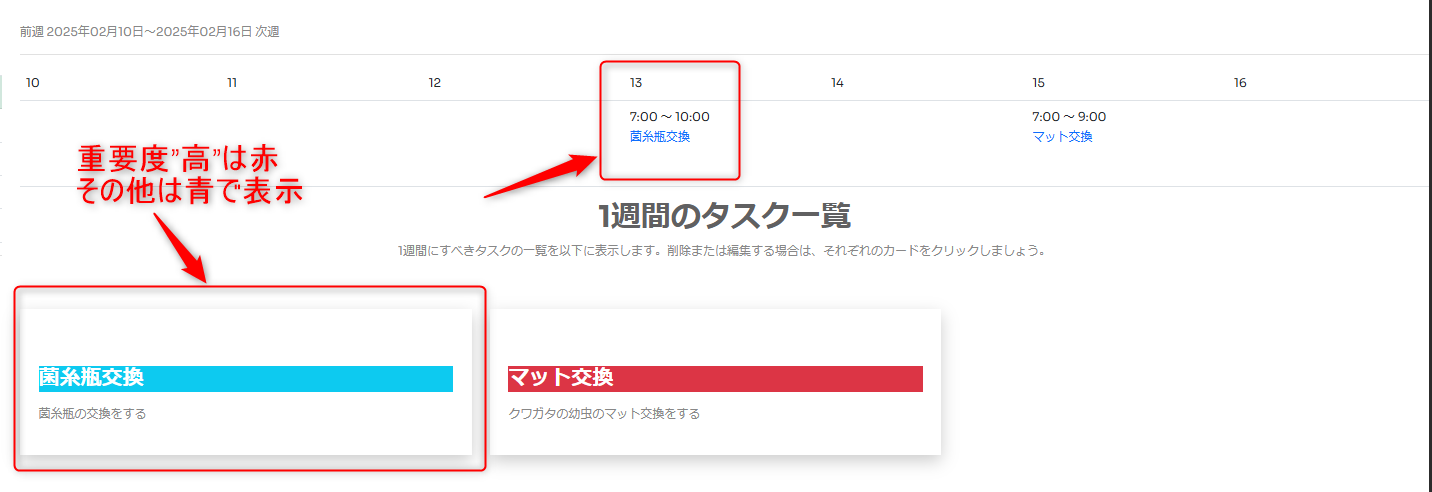 前週 2025年02月10日～2025年02月16日 次週
10 11 12 13 14 15 16
7:00 ～ 10:00 7:00 ～ 9:00
菌糸瓶交換 マット交換
重要度”高”は赤
その他は青で表示
1週間のタスク一覧
1週間にすべきタスクの一覧を以下に表示します。削除または編集する場合は、それぞれのカードをクリックしましょう。
菌糸瓶交換 マット交換
菌糸瓶の交換をする クワガタの幼虫のマット交換をする